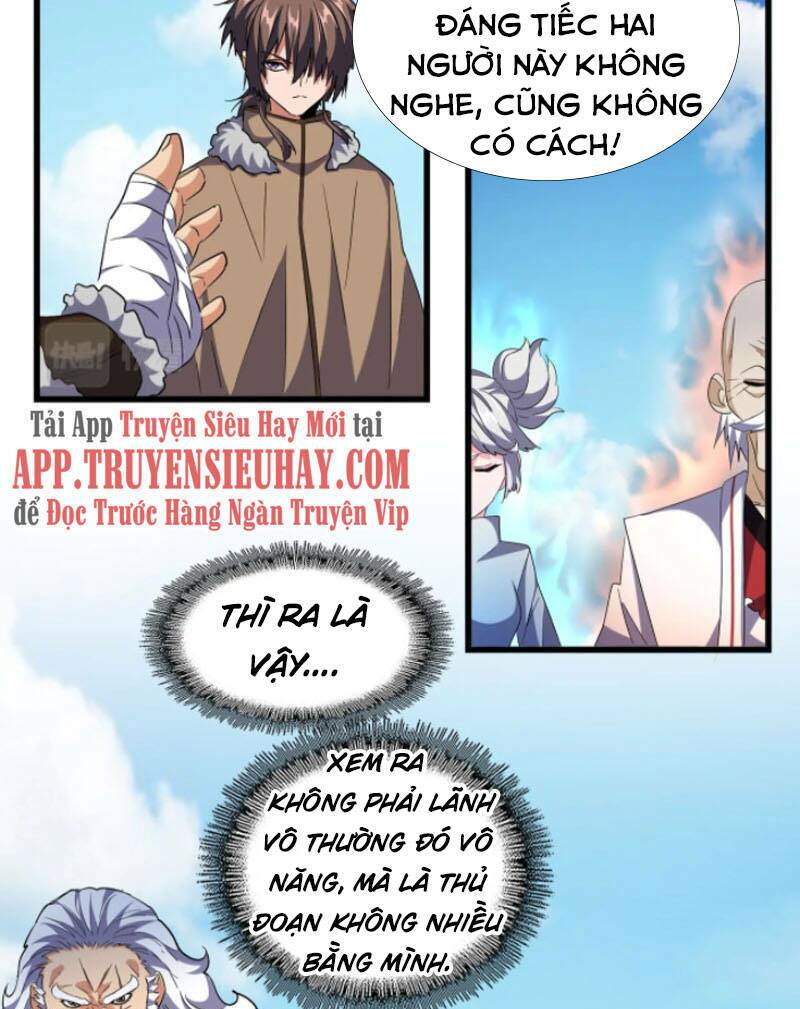 ĐÁNG TIẾC HAI
NGƯỜI NÀY KHÔNG
NGHE, CŨNG KHÔNG
CÓ CÁCH!
Tải App Truyện Siêu Hay Mới tại
APP.TRUYENSIEUHAY.COM
để Đọc Trước Hàng Ngàn Truyện Vip
THÌ RA LÀ
VẬY....
XEM RA
KHÔNG PHẢI LÃNH
VÔ THƯỜNG ĐÓ VÔ
NĂNG, MÀ LÀ THỦ
ĐOẠN KHÔNG NHIỀU
BẰNG MÌNH.